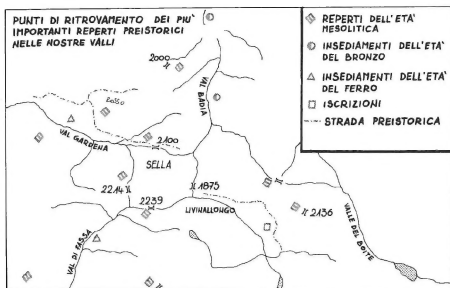 PUNTI DI RITROVAMENTO DEI PIU'
IMPORTANTI REPERTI PREISTORICI
NELLE NOSTRE VALLI
REPERTI DELL'ETA'
MESOLITICA
INSEDIAMENTI DELL'ETA'
DEL BRONZO
INSEDIAMENTI DELL'ETA'
DEL FERRO
ISCRIZIONI
STRADA PREISTORICA
2000
VAL BADIA
VAL GARDENA
2100
SELLA
2214
2239
1875
LIVINALLONGO
2136
VAL DI FASSA
VALLE DEL BOITE